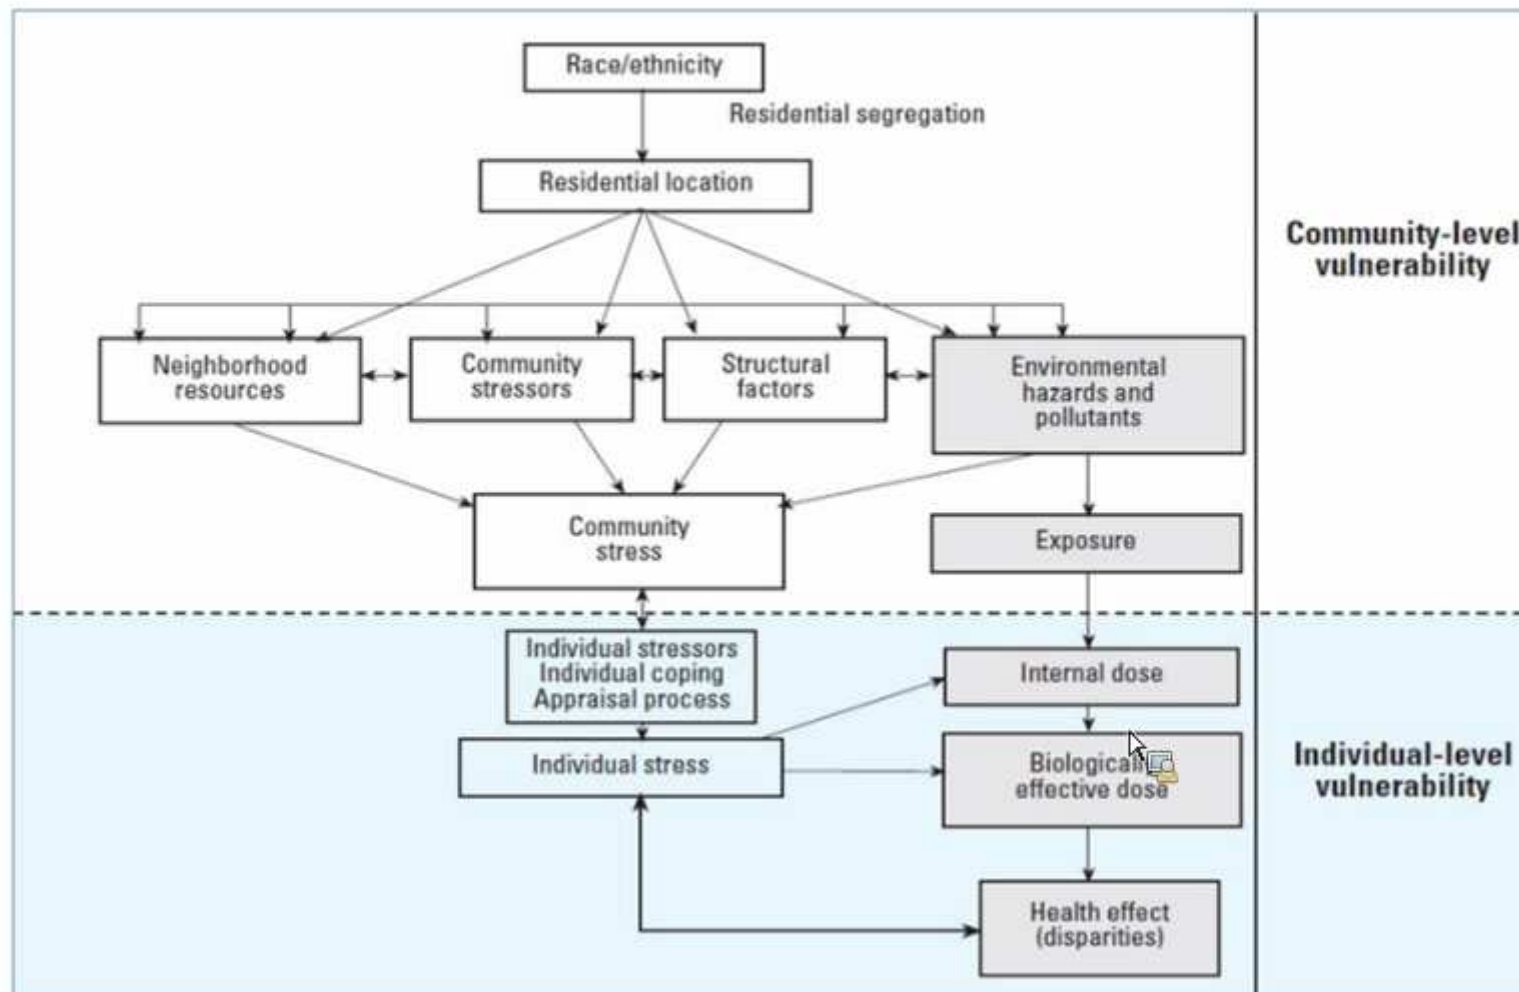 Race/ethnicity
Residential segregation
Residential location
Community-level
vulnerability
Neighborhood
resources
Community
stressors
Structural
factors
Environmental
hazards and
pollutants
Community
stress
Exposure
Individual stressors
Individual coping
Appraisal process
Internal dose
Individual stress
Biologically
effective dose
Individual-level
vulnerability
Health effect
(disparities)